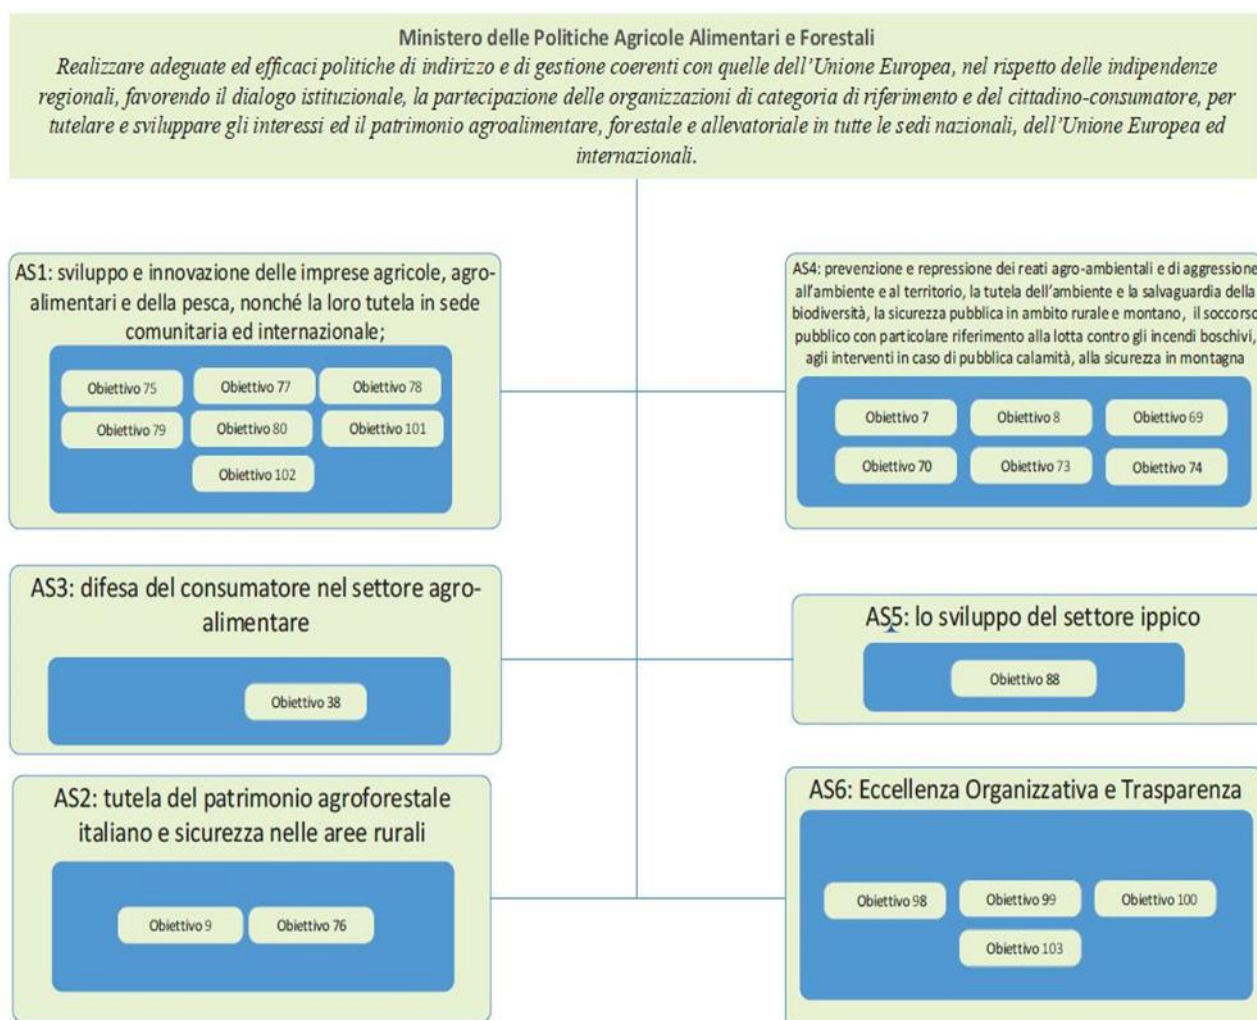 Ministero delle Politiche Agricole Alimentari e Forestali
Realizzare adeguate ed efficaci politiche di indirizzo e di gestione coerenti con quelle dell'Unione Europea, nel rispetto delle indipendenze
regionali, favorendo il dialogo istituzionale, la partecipazione delle organizzazioni di categoria di riferimento e del cittadino-consumatore, per
tutelare e sviluppare gli interessi ed il patrimonio agroalimentare, forestale e allevatoriale in tutte le sedi nazionali, dell'Unione Europea ed
internazionali.
AS1: sviluppo e innovazione delle imprese agricole, agro-
alimentari e della pesca, nonché la loro tutela in sede
comunitaria ed internazionale;
Obiettivo 75
Obiettivo 77
Obiettivo 78
Obiettivo 79
Obiettivo 80
Obiettivo 101
Obiettivo 102
AS4: prevenzione e repressione dei reati agro-ambientali e di aggressione
all'ambiente e al territorio, la tutela dell'ambiente e la salvaguardia della
biodiversità, la sicurezza pubblica in ambito rurale e montano, il soccorso
pubblico con particolare riferimento alla lotta contro gli incendi boschivi,
agli interventi in caso di pubblica calamità, alla sicurezza in montagna
Obiettivo 7
Obiettivo 8
Obiettivo 69
Obiettivo 70
Obiettivo 73
Obiettivo 74
AS3: difesa del consumatore nel settore agro-
alimentare
Obiettivo 38
AS5: lo sviluppo del settore ippico
Obiettivo 88
AS2: tutela del patrimonio agroforestale
italiano e sicurezza nelle aree rurali
Obiettivo 9
Obiettivo 76
AS6: Eccellenza Organizzativa e Trasparenza
Obiettivo 98
Obiettivo 99
Obiettivo 100
Obiettivo 103